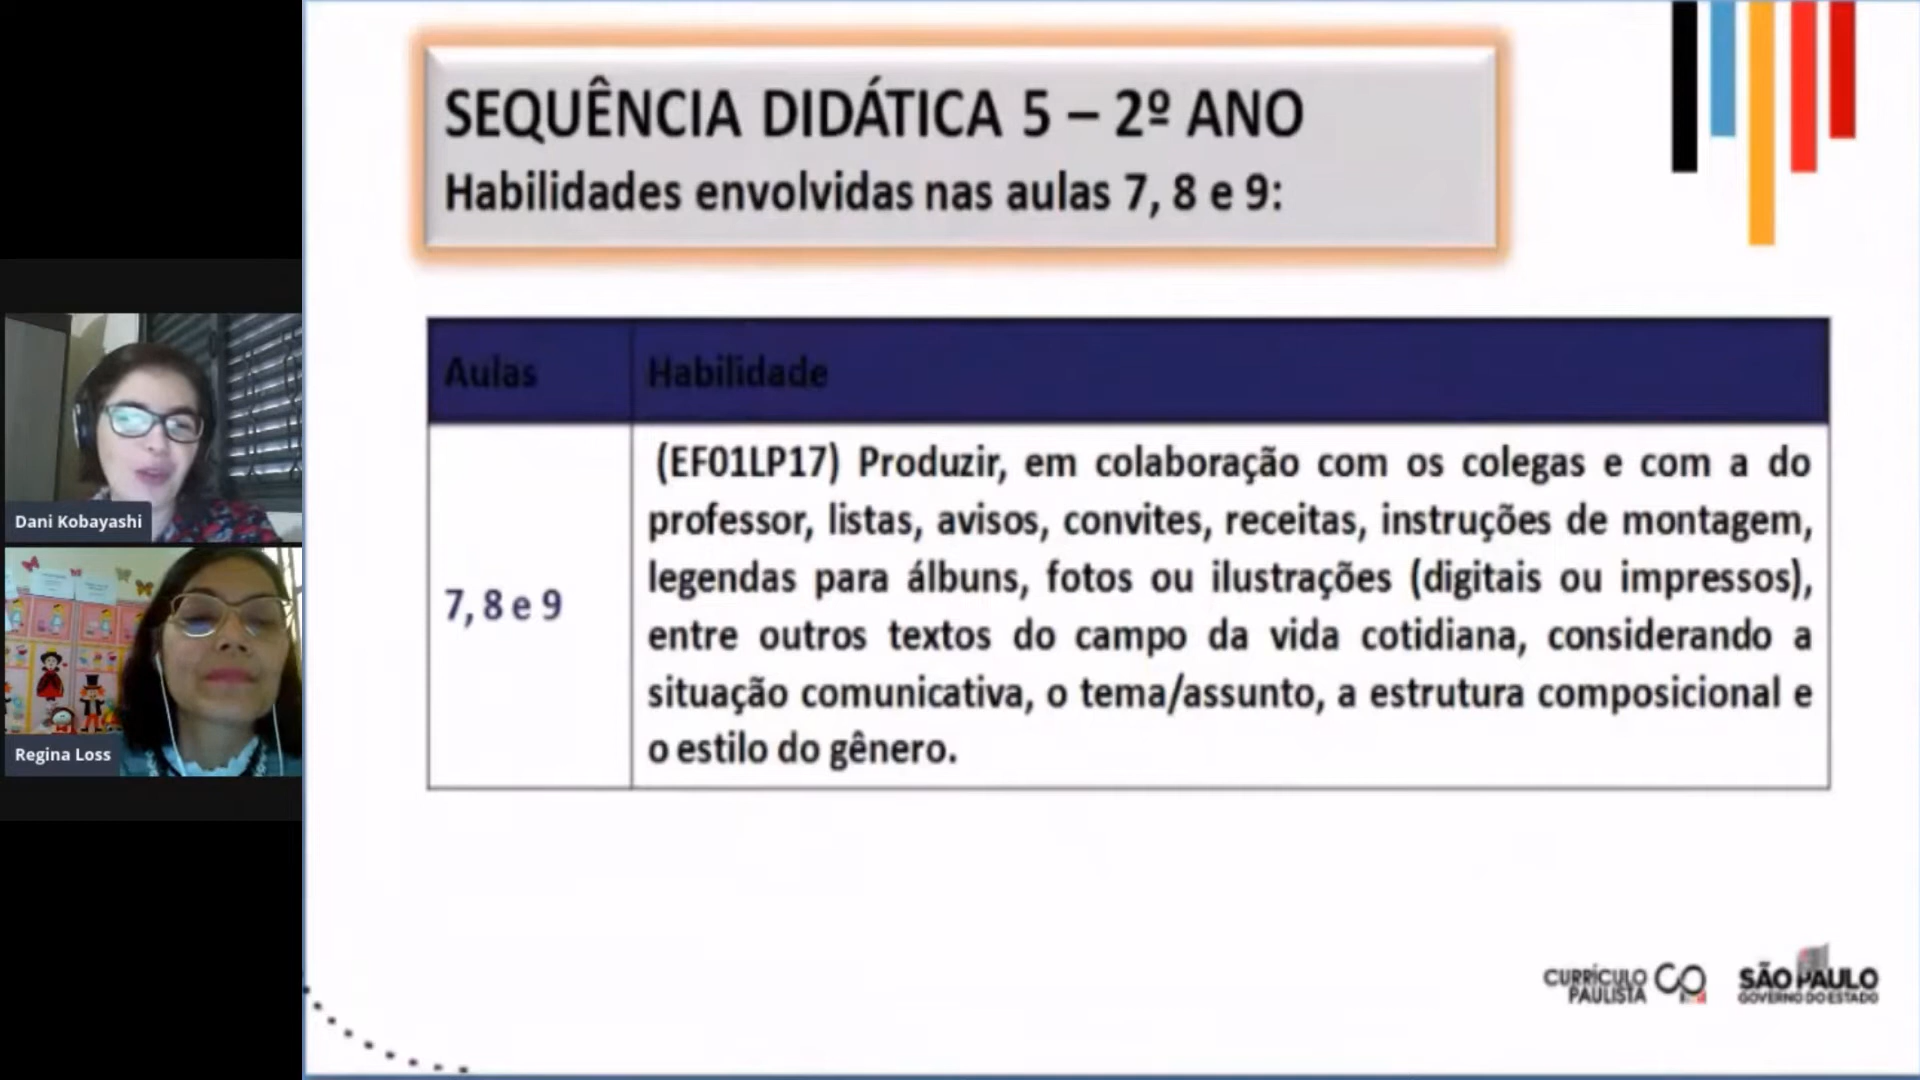 SEQUÊNCIA DIDÁTICA 5 – 2º ANO
Habilidades envolvidas nas aulas 7, 8 e 9:
Aulas
Habilidade
7, 8 e 9
(EF01LP17) Produzir, em colaboração com os colegas e com a do
professor, listas, avisos, convites, receitas, instruções de montagem,
legendas para álbuns, fotos ou ilustrações (digitais ou impressos),
entre outros textos do campo da vida cotidiana, considerando a
situação comunicativa, o tema/assunto, a estrutura composicional e
o estilo do gênero.
Dani Kobayashi
Regina Loss
CURRÍCULO
PAULISTA
SÃO PAULO
GOVERNO DO ESTADO